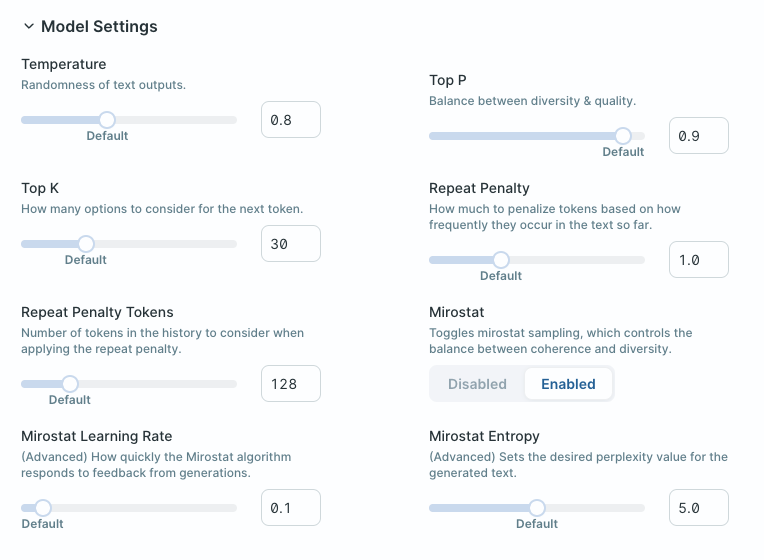 Model Settings
Temperature
Randomness of text outputs.
0.8
Default
Top P
Balance between diversity & quality.
0.9
Default
Top K
How many options to consider for the next token.
30
Default
Repeat Penalty
How much to penalize tokens based on how
frequently they occur in the text so far.
1.0
Default
Repeat Penalty Tokens
Number of tokens in the history to consider when
applying the repeat penalty.
128
Default
Mirostat
Toggles mirostat sampling, which controls the
balance between coherence and diversity.
Disabled Enabled
Mirostat Learning Rate
(Advanced) How quickly the Mirostat algorithm
responds to feedback from generations.
0.1
Default
Mirostat Entropy
(Advanced) Sets the desired perplexity value for the
generated text.
5.0
Default